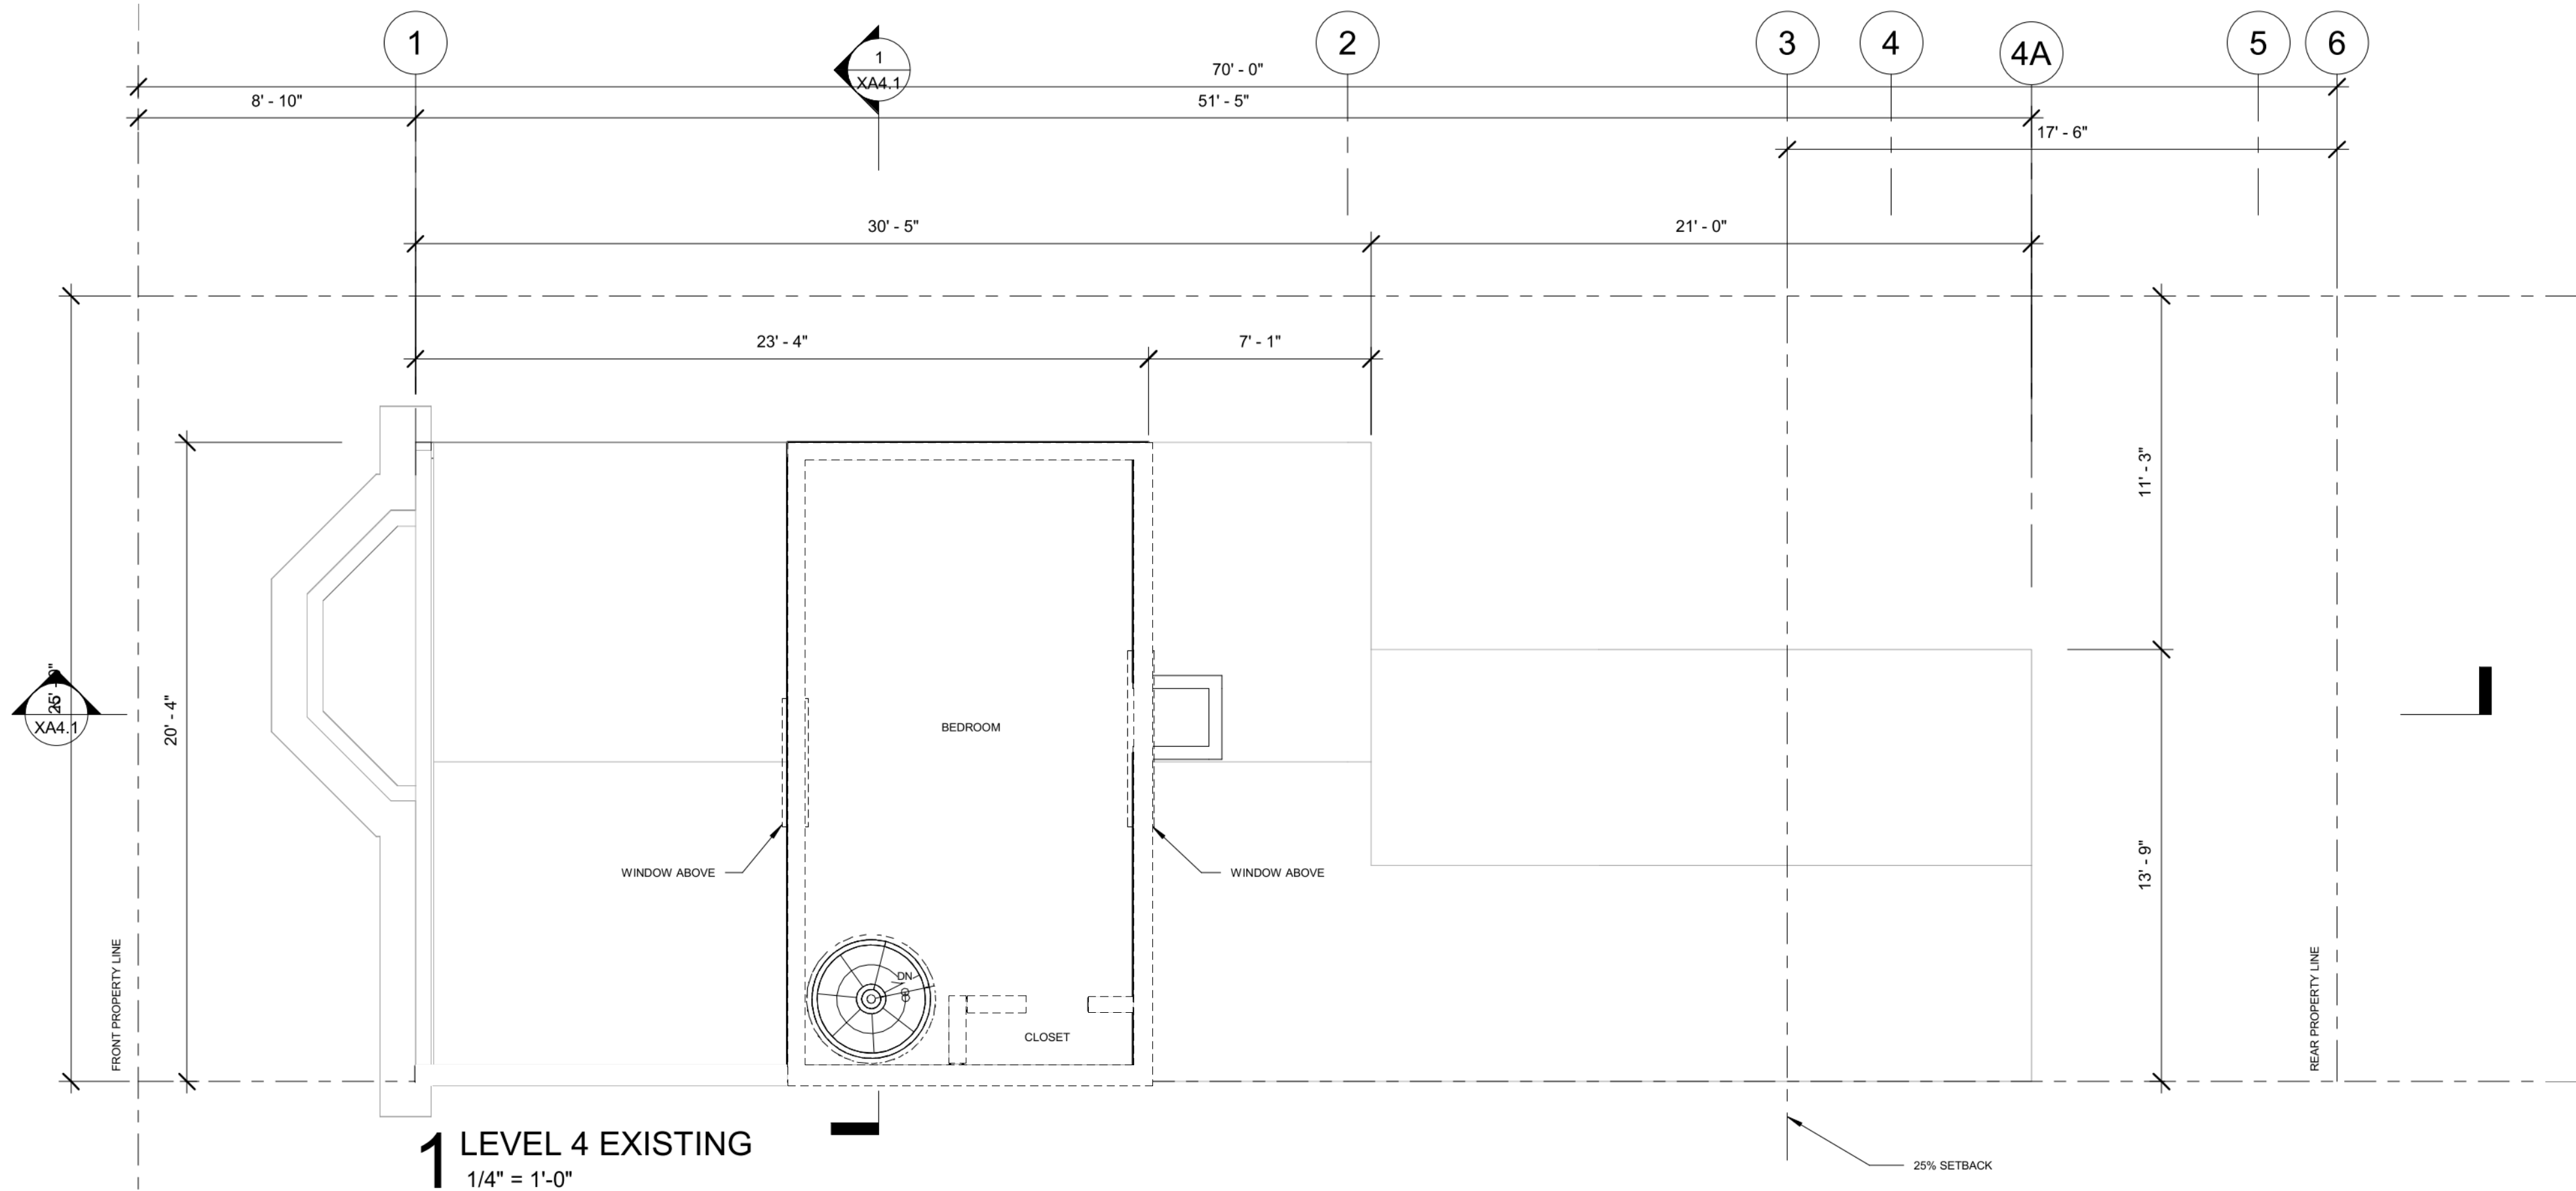 1
2
3
4
4A
5
6
1
XA4.1
70' - 0"
8' - 10"
51' - 5"
17' - 6"
30' - 5"
21' - 0"
23' - 4"
7' - 1"
11' - 3"
XA4.1
20' - 4"
BEDROOM
13' - 9"
WINDOW ABOVE
WINDOW ABOVE
DN
CLOSET
FRONT PROPERTY LINE
REAR PROPERTY LINE
1 LEVEL 4 EXISTING
1/4" = 1'-0"
25% SETBACK